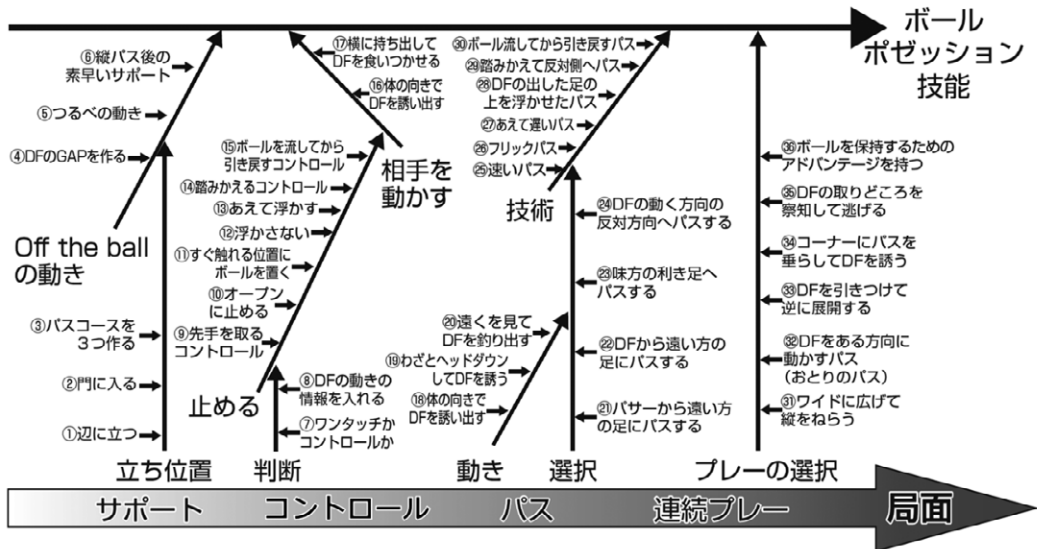 ボール
ポゼッション
技能
⑥縦パス後の
素早いサポート
⑤つるべの動き
④DFのGAPを作る
Off the ball
の動き
③パスコースを
３つ作る
②門に入る
①辺に立つ
立ち位置
⑰横に持ち出して
DFを食いつかせる
⑯体の向きで
DFを誘い出す
相手を
動かす
⑮ボールを流してから
引き戻すコントロール
⑭踏みかえるコントロール
⑬あえて浮かす
⑫浮かさない
⑪すぐ触れる位置に
ボールを置く
⑩オープン
に止める
⑨先手を取る
コントロール
止める
⑧DFの動きの
情報を入れる
⑦ワンタッチか
コントロールか
判断
㉚ボール流してから引き戻すパス
㉙踏みかえて反対側へパス
㉘DFの出した足の
上を浮かせたパス
㉗あえて遅いパス
㉖フリックパス
㉕速いパス
技術
⑳遠くを見て
DFを釣り出す
⑲わざとヘッドダウン
してDFを誘う
⑱体の向きで
DFを誘い出す
動き
㉔DFの動く方向の
反対方向へパスする
㉓味方の利き足へ
パスする
㉒DFから遠い方の
足にパスする
㉑パサーから遠い方
の足にパスする
選択
㊱ボールを保持するための
アドバンテージを持つ
㉟DFの取りどころを
察知して逃げる
㉞コーナーにパスを
垂らしてDFを誘う
㉝DFを引きつけて
逆に展開する
㉜DFをある方向に
動かすパス
（おとりのパス）
㉛ワイドに広げて
縦をねらう
プレーの選択
サポート
コントロール
パス
連続プレー
局面